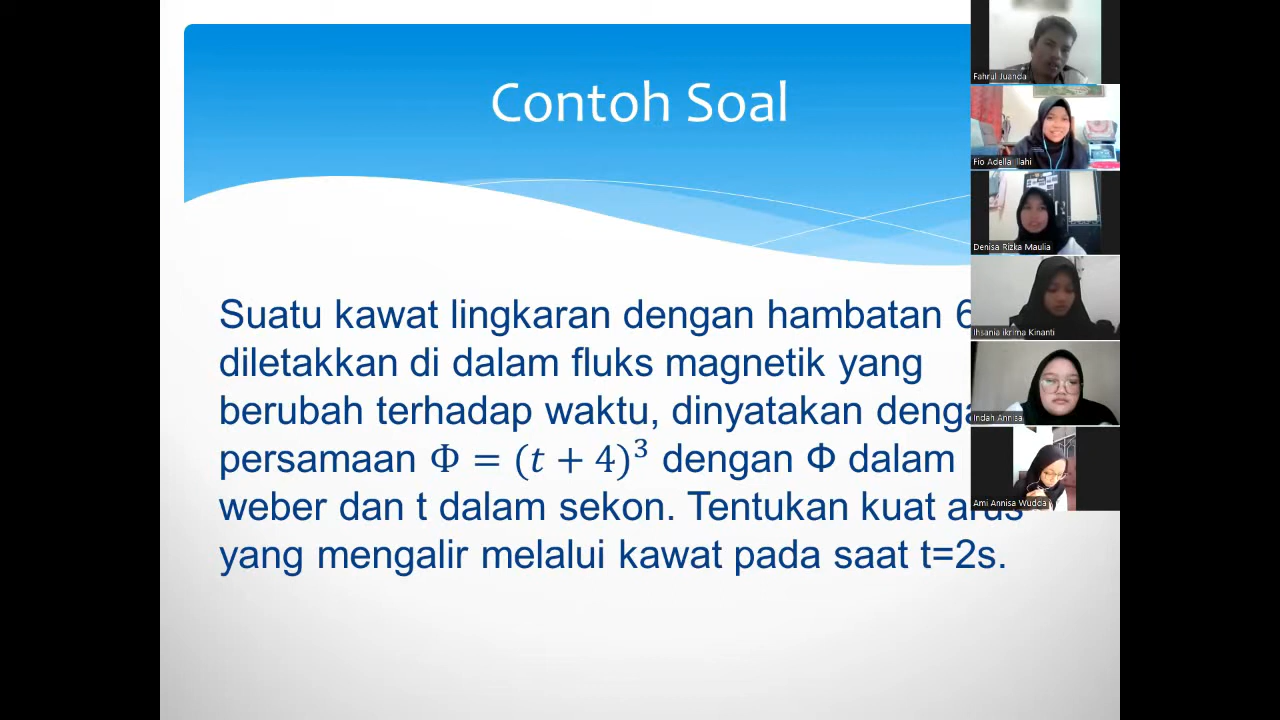 Contoh Soal
Suatu kawat lingkaran dengan hambatan 6
diletakkan di dalam fluks magnetik yang
berubah terhadap waktu, dinyatakan
persamaan Φ = (t + 4)³ dengan Φ dalam
weber dan t dalam sekon. Tentukan kuat arus
yang mengalir melalui kawat pada saat t=2s.
Fahrul Juanda
Fio Adella Illahi
Denisa Rizka Maulia
Ihsania ikrima Kinanti
Indah Annisa
Ami Annisa Wudda